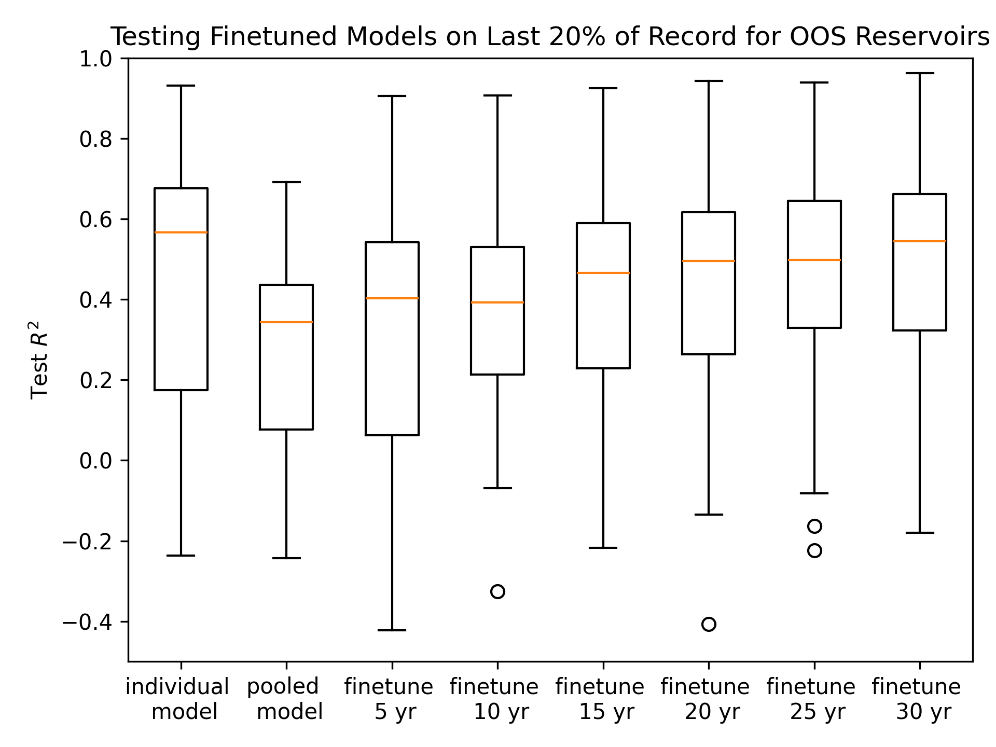 Testing Finetuned Models on Last 20% of Record for OOS Reservoirs
1.0
0.8
0.6
0.4
0.2
0.0
−0.2
−0.4
Test R²
individual model
pooled model
finetune 5 yr
finetune 10 yr
finetune 15 yr
finetune 20 yr
finetune 25 yr
finetune 30 yr